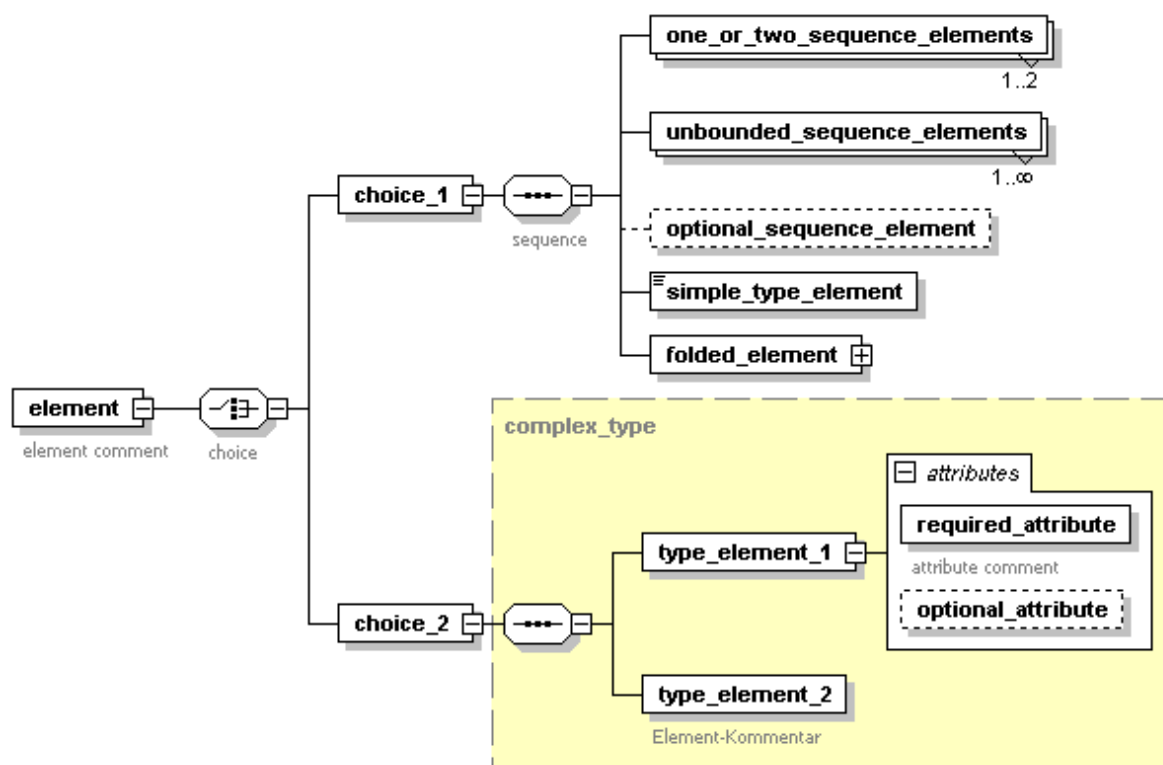 one_or_two_sequence_elements
1..2
unbounded_sequence_elements
1..∞
choice_1
sequence
optional_sequence_element
simple_type_element
folded_element
element
element comment
choice
complex_type
attributes
required_attribute
attribute comment
optional_attribute
type_element_1
choice_2
type_element_2
Element-Kommentar